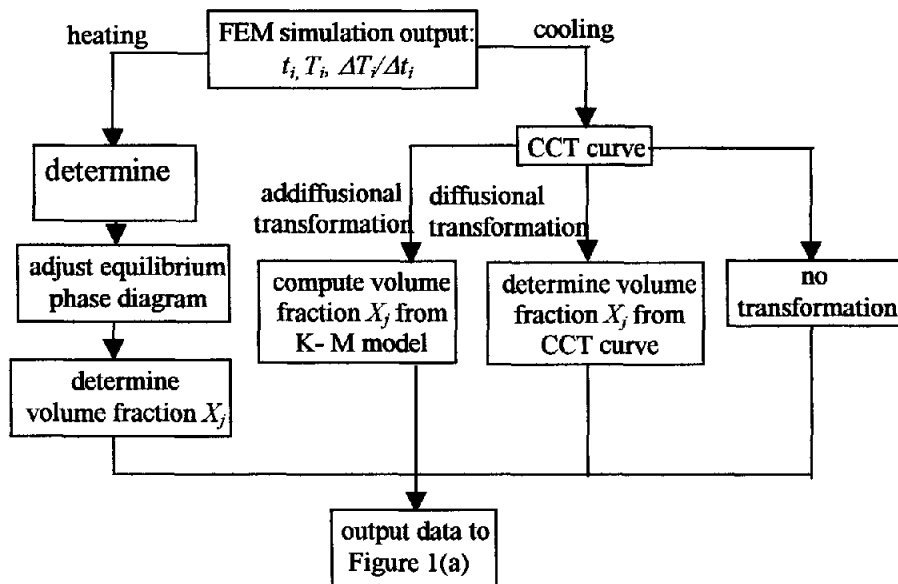 heating
FEM simulation output:
t_i, T_i, ΔT_i/Δt_i
cooling
determine
CCT curve
addiffusional
transformation
diffusional
transformation
adjust equilibrium
phase diagram
compute volume
fraction X_j from
K- M model
determine volume
fraction X_j from
CCT curve
no
transformation
determine
volume fraction X_j
output data to
Figure 1(a)